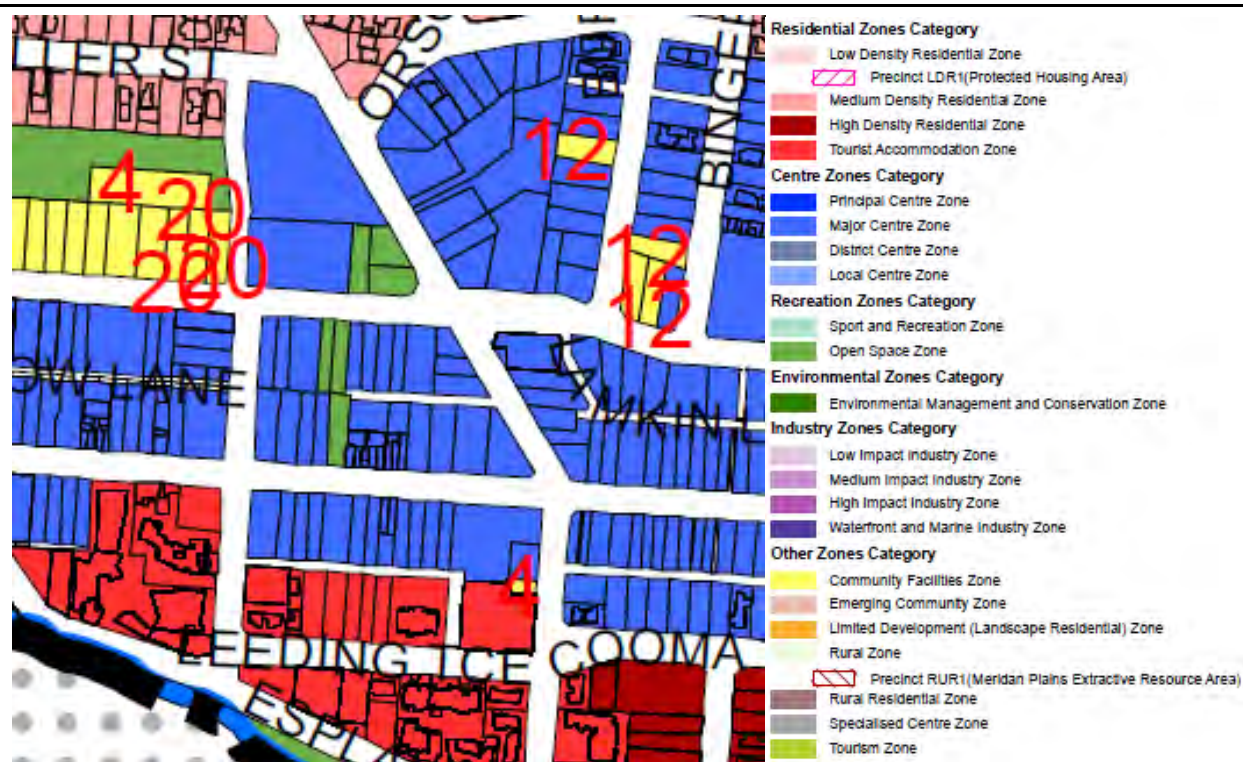 LER ST
ORS
BINGE
12
4
20
20
20
12
12
OW LANE
TAMKIN L
4
LEEDING TCE
COOMA
ESPL
Residential Zones Category
Low Density Residential Zone
Precinct LDR1(Protected Housing Area)
Medium Density Residential Zone
High Density Residential Zone
Tourist Accommodation Zone
Centre Zones Category
Principal Centre Zone
Major Centre Zone
District Centre Zone
Local Centre Zone
Recreation Zones Category
Sport and Recreation Zone
Open Space Zone
Environmental Zones Category
Environmental Management and Conservation Zone
Industry Zones Category
Low Impact Industry Zone
Medium Impact Industry Zone
High Impact Industry Zone
Waterfront and Marine Industry Zone
Other Zones Category
Community Facilities Zone
Emerging Community Zone
Limited Development (Landscape Residential) Zone
Rural Zone
Precinct RUR1(Meridan Plains Extractive Resource Area)
Rural Residential Zone
Specialised Centre Zone
Tourism Zone